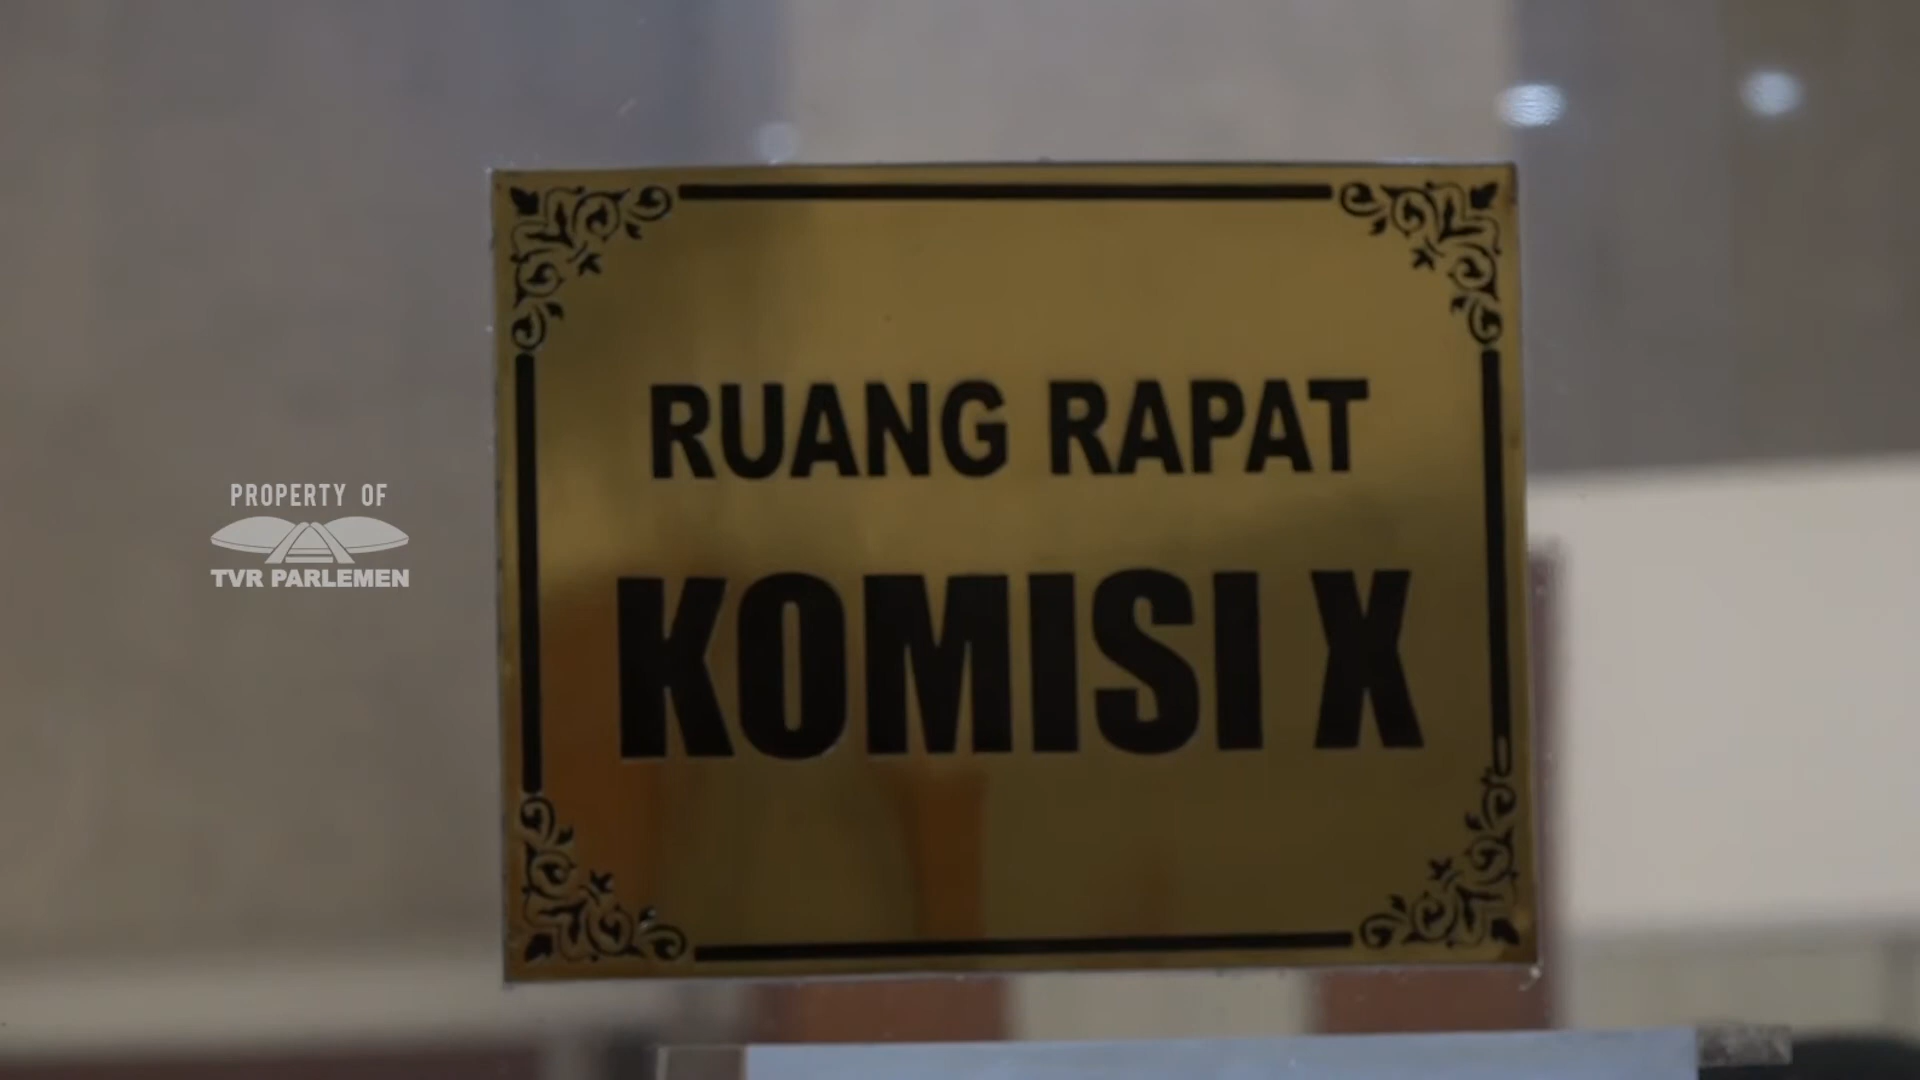 PROPERTY OF
TVR PARLEMEN
RUANG RAPAT
KOMISI X